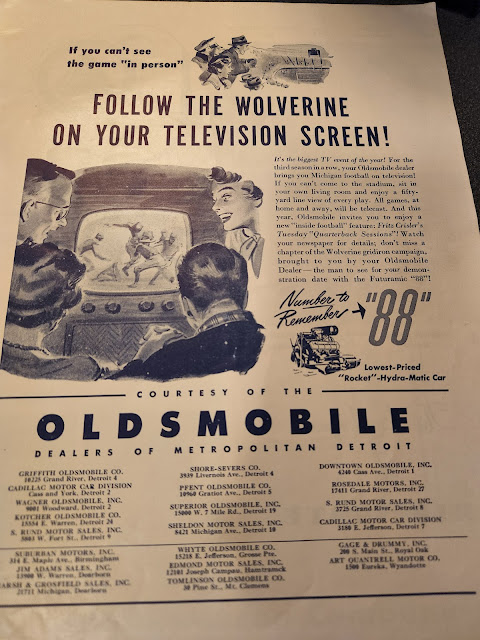 If you can't see
the game "in person"
FOLLOW THE WOLVERINE
ON YOUR TELEVISION SCREEN!
It's the biggest TV event of the year! For the
third season in a row, your Oldsmobile dealer
brings you Michigan football on television!
If you can't come to the stadium, sit in
your own living room and enjoy a fifty-
yard line view of every play. All games, at
home and away, will be telecast. And this
year, Oldsmobile invites you to enjoy a
new "inside football" feature: Fritz Crisler's
Tuesday "Quarterback Sessions"! Watch
your newspaper for details; don't miss a
chapter of the Wolverine gridiron campaign,
brought to you by your Oldsmobile
Dealer—the man to see for your demon-
stration date with the Futuramic "88"!
Number to
Remember
"88"
Lowest-Priced
"Rocket"-Hydra-Matic Car
COURTESY OF THE
OLDSMOBILE
DEALERS OF METROPOLITAN DETROIT
GRIFFITH OLDSMOBILE CO.
10225 Grand River, Detroit 4
CADILLAC MOTOR CAR DIVISION
Cass and York, Detroit 2
WAGNER OLDSMOBILE, INC.
9001 Woodward, Detroit 2
KOTCHER OLDSMOBILE CO.
15554 E. Warren, Detroit 24
S. RUND MOTOR SALES, INC.
5001 W. Fort St., Detroit 9
SHORE-SEVERS CO.
3939 Livernois Ave., Detroit 4
PFENT OLDSMOBILE CO.
10960 Gratiot Ave., Detroit 5
SUPERIOR OLDSMOBILE, INC.
15000 W. 7 Mile Rd., Detroit 19
SHELDON MOTOR SALES, INC.
8421 Michigan Ave., Detroit 10
DOWNTOWN OLDSMOBILE, INC.
4240 Cass Ave., Detroit 1
ROSEDALE MOTORS, INC.
17411 Grand River, Detroit 27
S. RUND MOTOR SALES, INC.
3725 Grand River, Detroit 8
CADILLAC MOTOR CAR DIVISION
3180 E. Jefferson, Detroit 7
SUBURBAN MOTORS, INC.
314 E. Maple Ave., Birmingham
JIM ADAMS SALES, INC.
13900 W. Warren, Dearborn
& GRONFIELD SALES, INC.
21711 Michigan, Dearborn
WHYTE OLDSMOBILE CO.
15218 E. Jefferson, Grosse Pte.
EDMOND MOTOR SALES, INC.
12101 Joseph Campau, Hamtramck
TOMLINSON OLDSMOBILE CO.
30 Pine St., Mt. Clemens
GAGE & DRUMMY, INC.
200 S. Main St., Royal Oak
ART QUANTRELL MOTOR CO.
1500 Eureka, Wyandotte